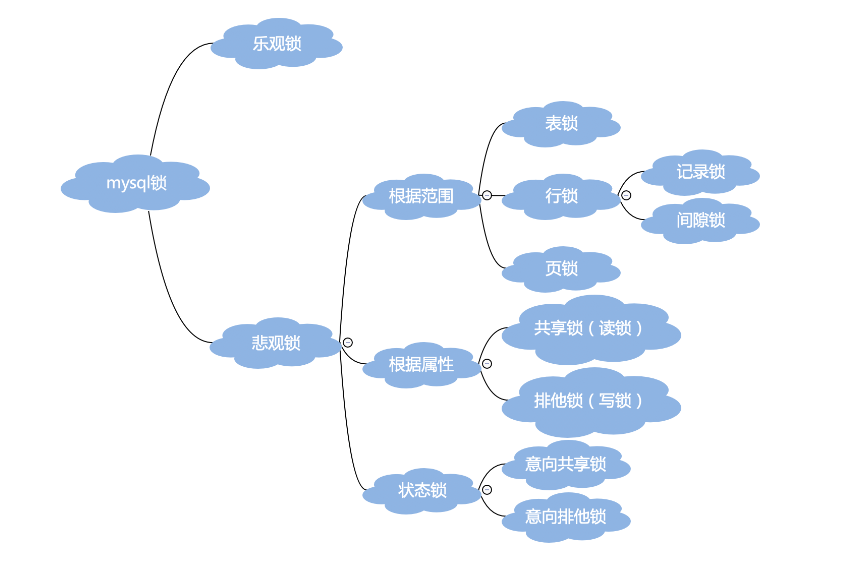 乐观锁
mysql锁
悲观锁
根据范围
表锁
行锁
记录锁
间隙锁
页锁
根据属性
共享锁（读锁）
排他锁（写锁）
状态锁
意向共享锁
意向排他锁